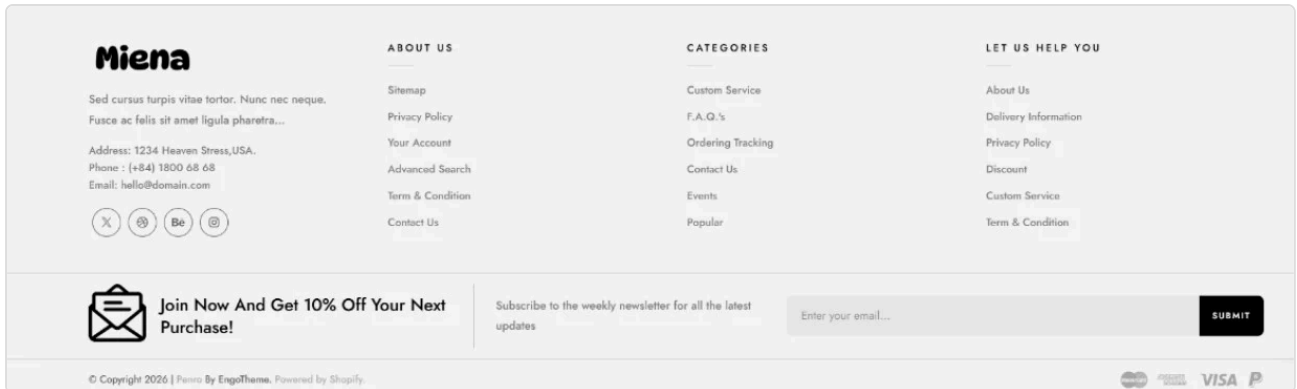 Miena
Sed cursus turpis vitae tortor. Nunc nec neque.
Fusce ac felis sit amet ligula pharetra...
Address: 1234 Heaven Stress,USA.
Phone : (+84) 1800 68 68
Email: hello@domain.com
Bē
ABOUT US
Sitemap
Privacy Policy
Your Account
Advanced Search
Term & Condition
Contact Us
CATEGORIES
Custom Service
F.A.Q.'s
Ordering Tracking
Contact Us
Events
Popular
LET US HELP YOU
About Us
Delivery Information
Privacy Policy
Discount
Custom Service
Term & Condition
Join Now And Get 10% Off Your Next
Purchase!
Subscribe to the weekly newsletter for all the latest
updates
Enter your email...
SUBMIT
© Copyright 2026 | Penro By EngoTheme. Powered by Shopify.
VISA